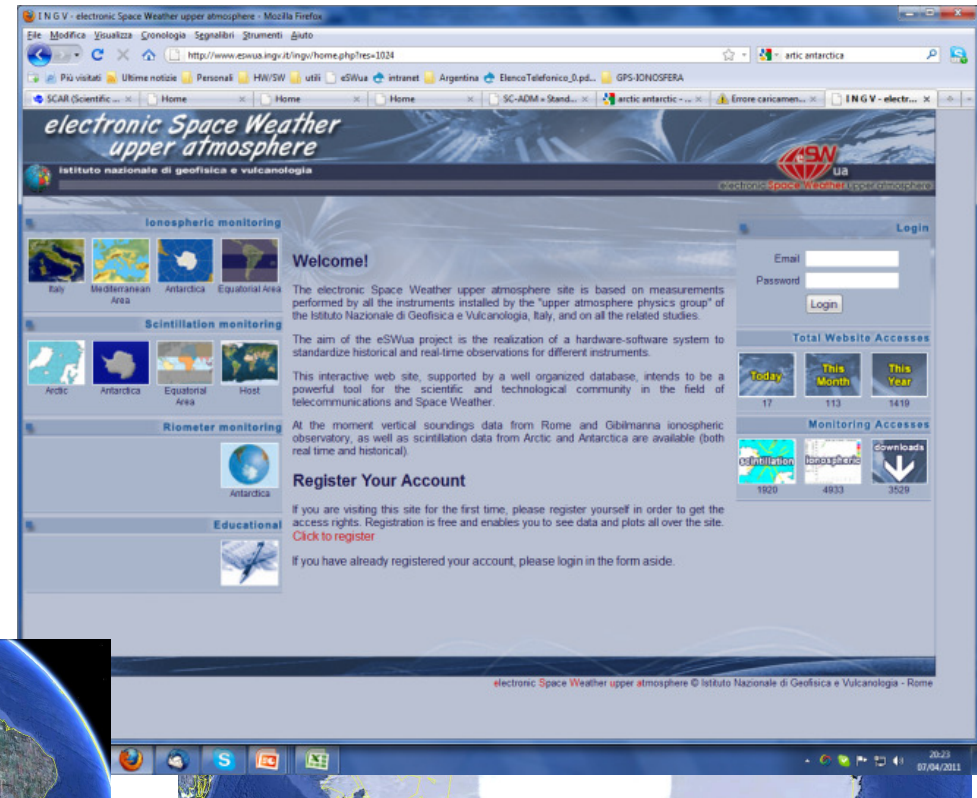 I N G V - electronic Space Weather upper atmosphere - Mozilla Firefox
File Modifica Visualizza Cronologia Segnalibri Strumenti Aiuto
http://www.eswua.ingv.it/ingv/home.php?res=1024
artic antarctica
Più visitati Ultime notizie Personali HW/SW utili eSWua intranet Argentina ElencoTelefonico_0.pd... GPS-IONOSFERA
SCAR (Scientific ... Home Home Home SC-ADM » Stand... arctic antarctic - ... Errore caricamen... I N G V - electr...
electronic Space Weather
upper atmosphere
istituto nazionale di geofisica e vulcanologia
eSW
ua
electronic Space Weather upper atmosphere
Ionospheric monitoring
Italy Mediterranean Area Antarctica Equatorial Area
Scintillation monitoring
Arctic Antarctica Equatorial Area Host
Riometer monitoring
Antarctica
Educational
Welcome!
The electronic Space Weather upper atmosphere site is based on measurements
performed by all the instruments installed by the "upper atmosphere physics group" of
the Istituto Nazionale di Geofisica e Vulcanologia, Italy, and on all the related studies.
The aim of the eSWua project is the realization of a hardware-software system to
standardize historical and real-time observations for different instruments.
This interactive web site, supported by a well organized database, intends to be a
powerful tool for the scientific and technological community in the field of
telecommunications and Space Weather.
At the moment vertical soundings data from Rome and Gibilmanna ionospheric
observatory, as well as scintillation data from Arctic and Antarctica are available (both
real time and historical).
Register Your Account
If you are visiting this site for the first time, please register yourself in order to get the
access rights. Registration is free and enables you to see data and plots all over the site.
Click to register
If you have already registered your account, please login in the form aside.
Login
Email
Password
Login
Total Website Accesses
Today This Month This Year
17 113 1419
Monitoring Accesses
scintillation ionospheric downloads
1920 4933 3529
electronic Space Weather upper atmosphere © Istituto Nazionale di Geofisica e Vulcanologia - Rome
20:23
07/04/2011